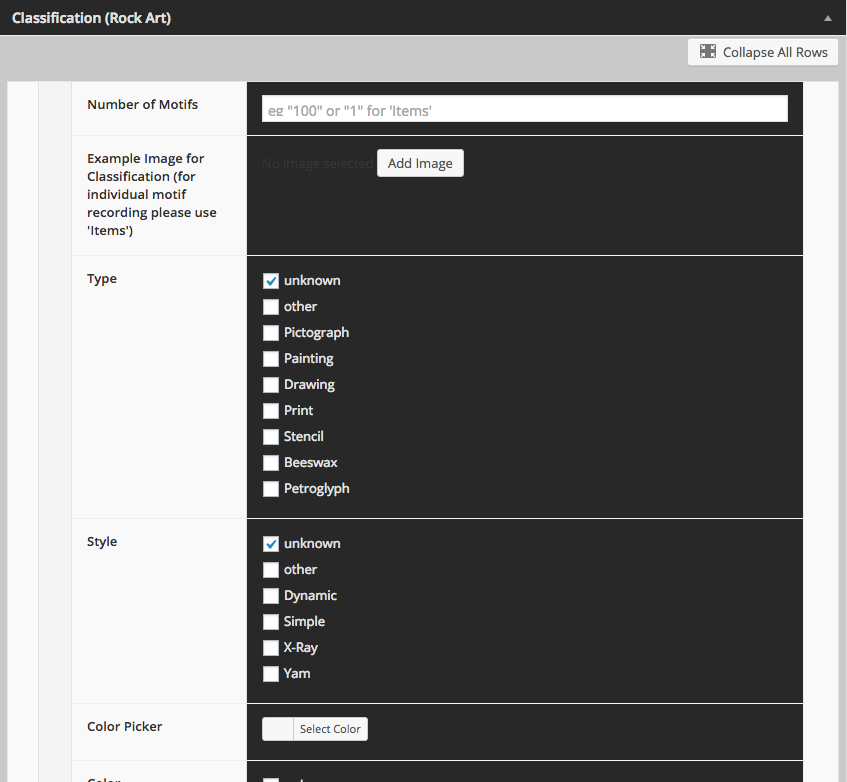 Classification (Rock Art)
Collapse All Rows
Number of Motifs
eg "100" or "1" for 'Items'
Example Image for
Classification (for
individual motif
recording please use
'Items')
No image selected
Add Image
Type
unknown
other
Pictograph
Painting
Drawing
Print
Stencil
Beeswax
Petroglyph
Style
unknown
other
Dynamic
Simple
X-Ray
Yam
Color Picker
Select Color